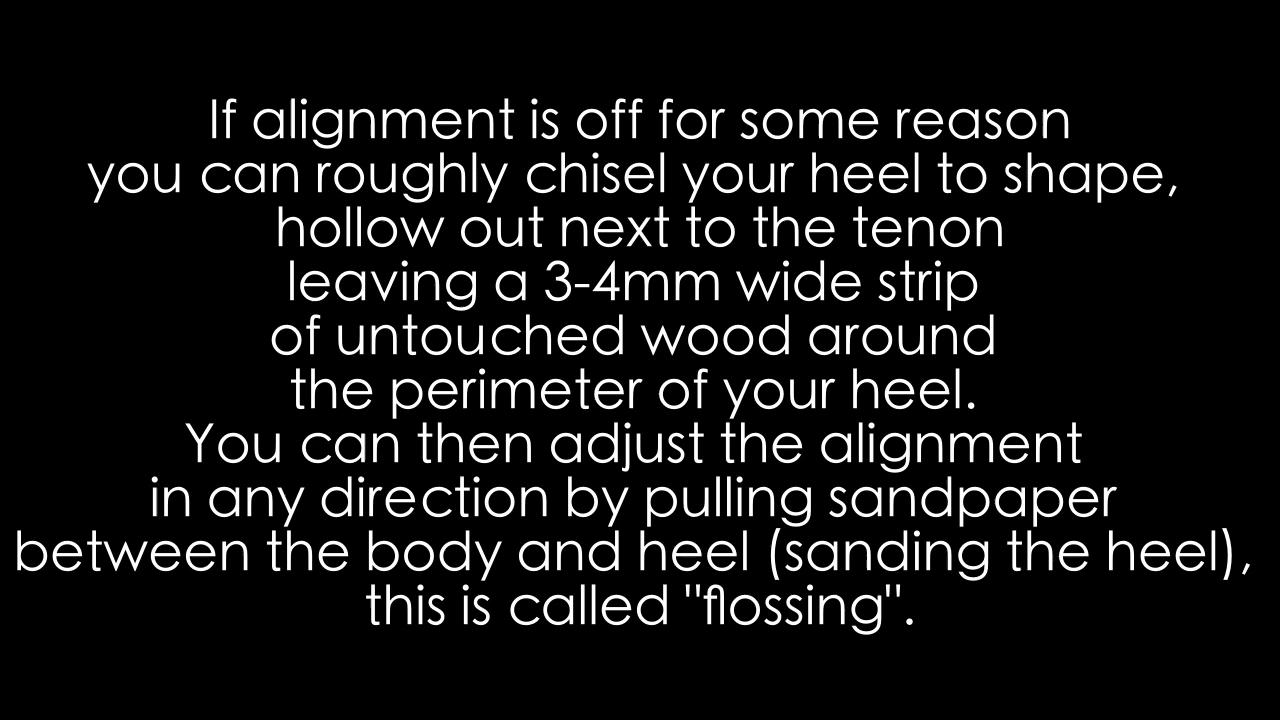 If alignment is off for some reason
you can roughly chisel your heel to shape,
hollow out next to the tenon
leaving a 3-4mm wide strip
of untouched wood around
the perimeter of your heel.
You can then adjust the alignment
in any direction by pulling sandpaper
between the body and heel (sanding the heel),
this is called "flossing".